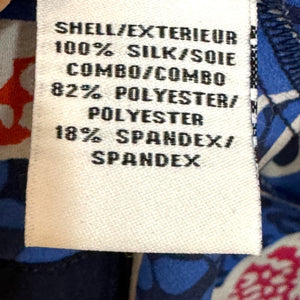 SHELL/EXTERIEUR
100% SILK/SOIE
COMBO/COMBO
82% POLYESTER/
POLYESTER
18% SPANDEX/
SPANDEX